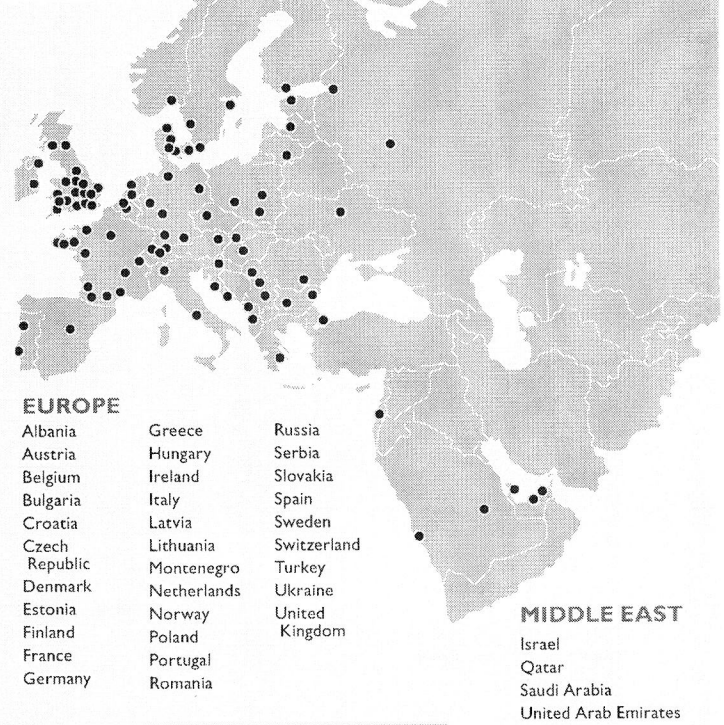 EUROPE
Albania
Austria
Belgium
Bulgaria
Croatia
Czech
Republic
Denmark
Estonia
Finland
France
Germany
Greece
Hungary
Ireland
Italy
Latvia
Lithuania
Montenegro
Netherlands
Norway
Poland
Portugal
Romania
Russia
Serbia
Slovakia
Spain
Sweden
Switzerland
Turkey
Ukraine
United
Kingdom
MIDDLE EAST
Israel
Qatar
Saudi Arabia
United Arab Emirates